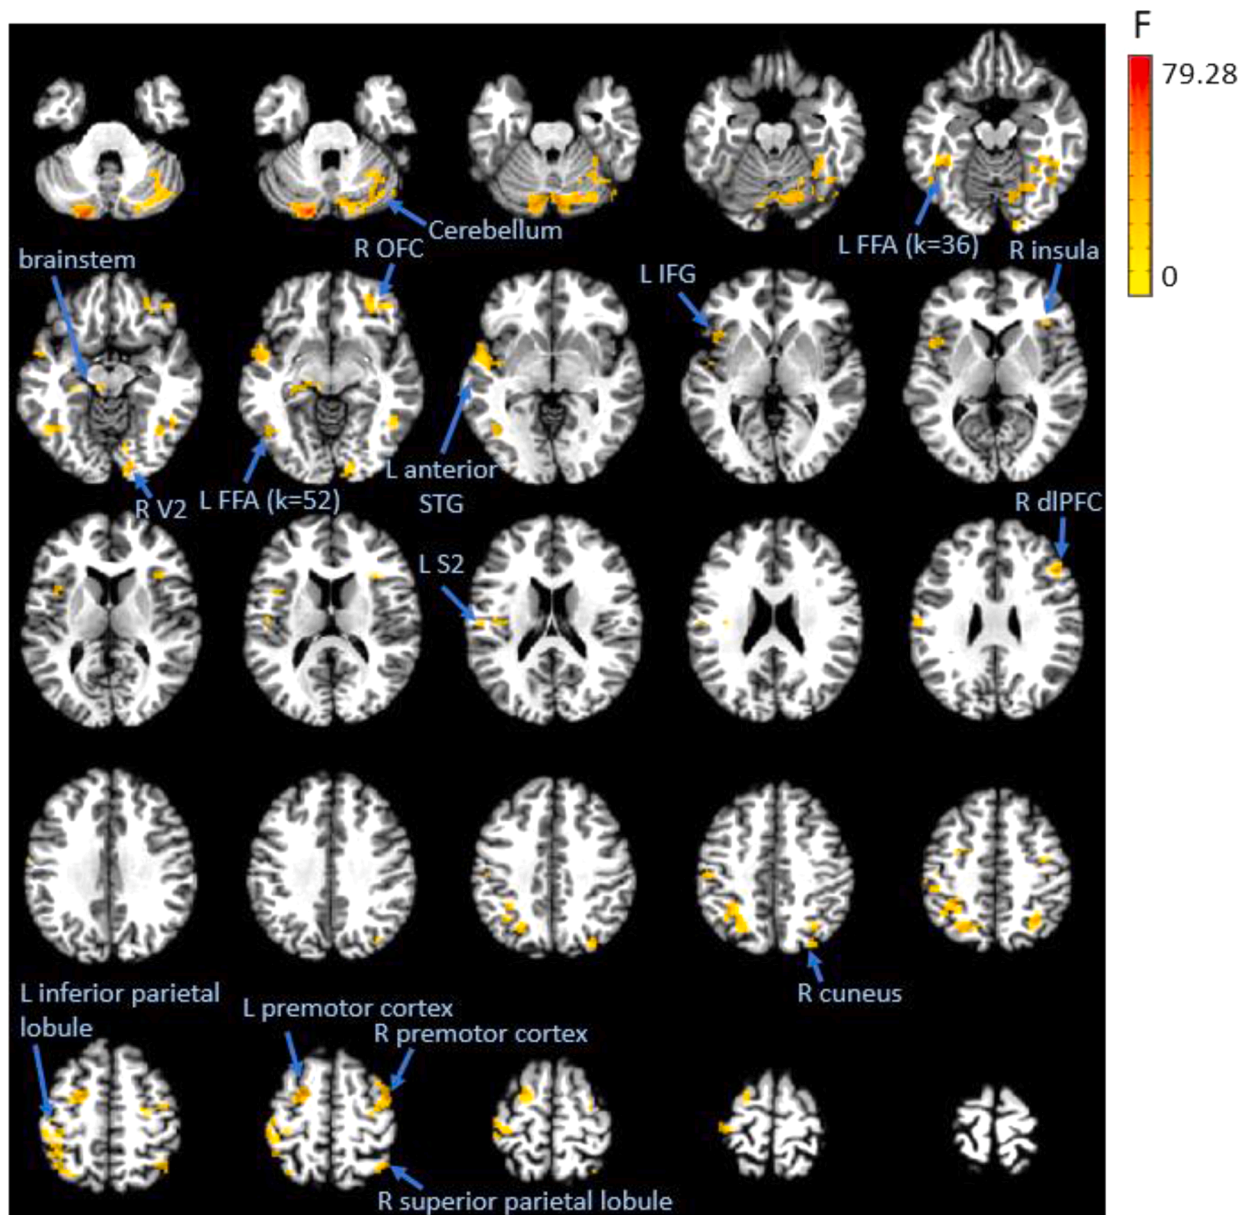 F
79.28
0
Cerebellum
L FFA (k=36)
R insula
brainstem
R OFC
L IFG
R V2
L FFA (k=52)
L anterior
STG
R dlPFC
L S2
R cuneus
L inferior parietal
lobule
L premotor cortex
R premotor cortex
R superior parietal lobule